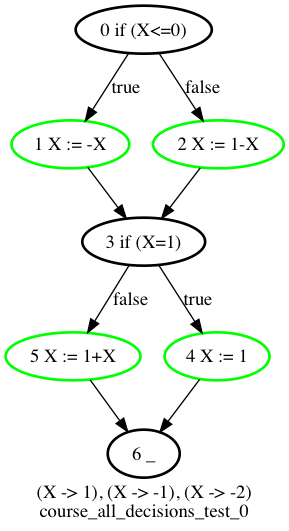 0 if (X<=0)
true
false
1 X := -X
2 X := 1-X
3 if (X=1)
false
true
5 X := 1+X
4 X := 1
6 _
(X -> 1), (X -> -1), (X -> -2)
course_all_decisions_test_0